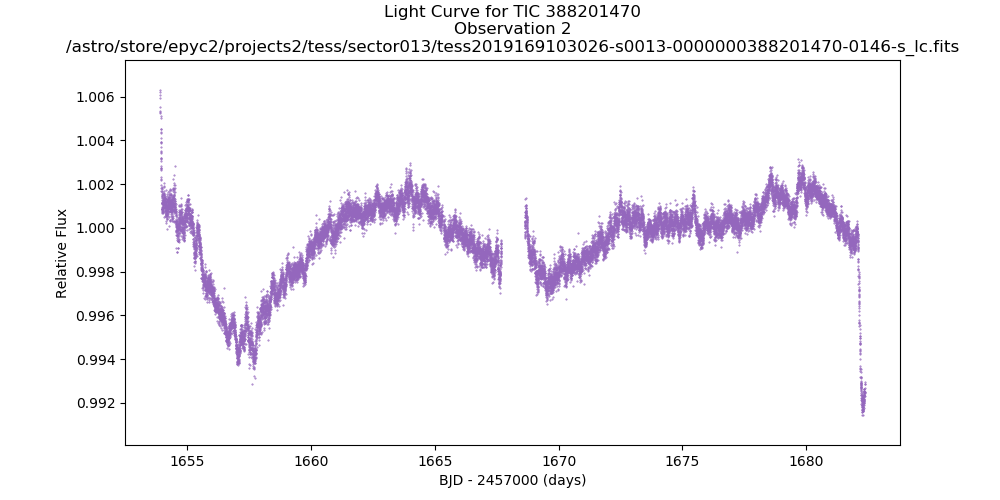 Light Curve for TIC 388201470
Observation 2
/astro/store/epyc2/projects2/tess/sector013/tess2019169103026-s0013-0000000388201470-0146-s_lc.fits
1.006
1.004
1.002
1.000
0.998
0.996
0.994
0.992
Relative Flux
1655
1660
1665
1670
1675
1680
BJD - 2457000 (days)